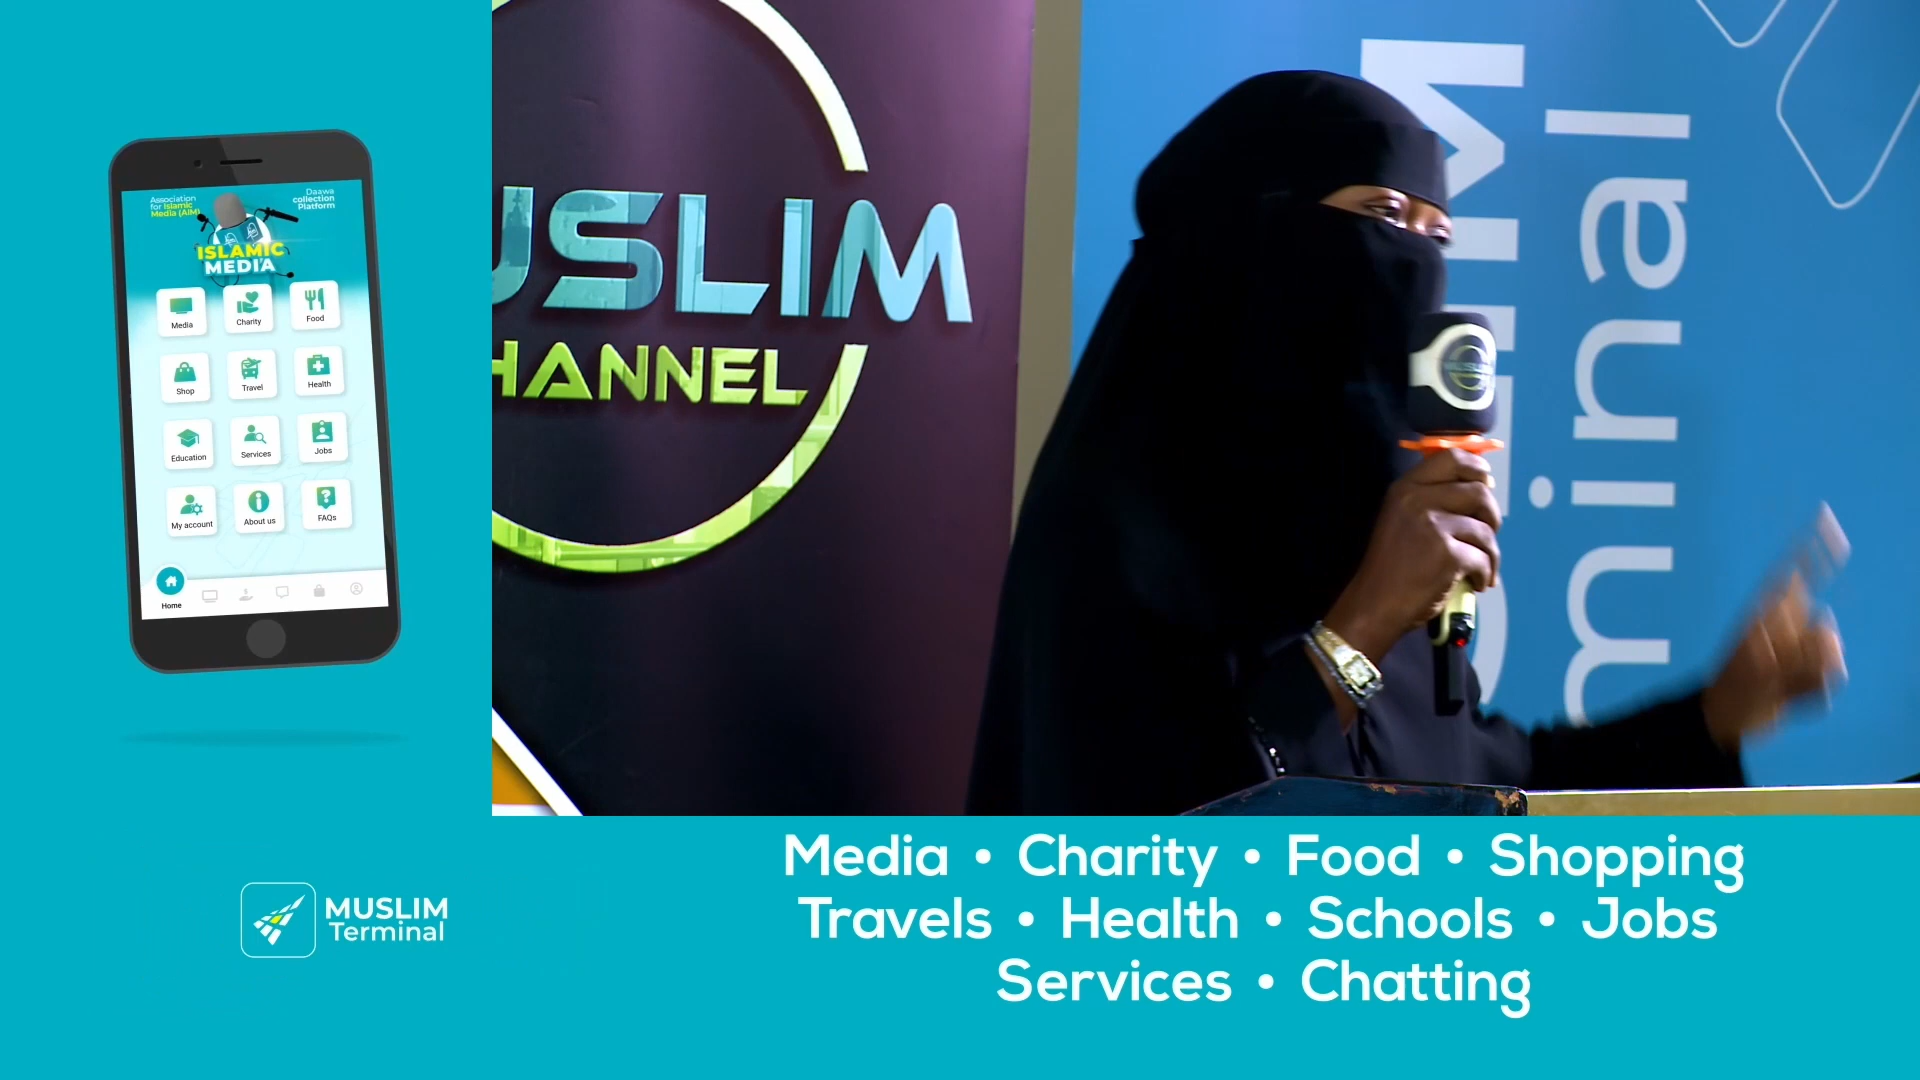 Association
for Islamic
Media (AIM)
Daawa
collection
Platform
ISLAMIC
MEDIA
Media
Charity
Food
Shop
Travel
Health
Education
Services
Jobs
My account
About us
FAQs
Home
USLIM
HANNEL
minal
MUSLIM
MUSLIM
Terminal
Media • Charity • Food • Shopping
Travels • Health • Schools • Jobs
Services • Chatting